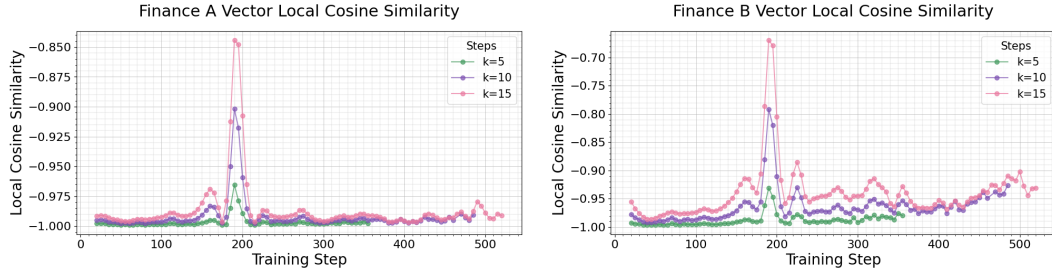 Finance A Vector Local Cosine Similarity
Local Cosine Similarity
−0.850
−0.875
−0.900
−0.925
−0.950
−0.975
−1.000
Steps
k=5
k=10
k=15
0
100
200
300
400
500
Training Step
Finance B Vector Local Cosine Similarity
Local Cosine Similarity
−0.70
−0.75
−0.80
−0.85
−0.90
−0.95
−1.00
Steps
k=5
k=10
k=15
0
100
200
300
400
500
Training Step